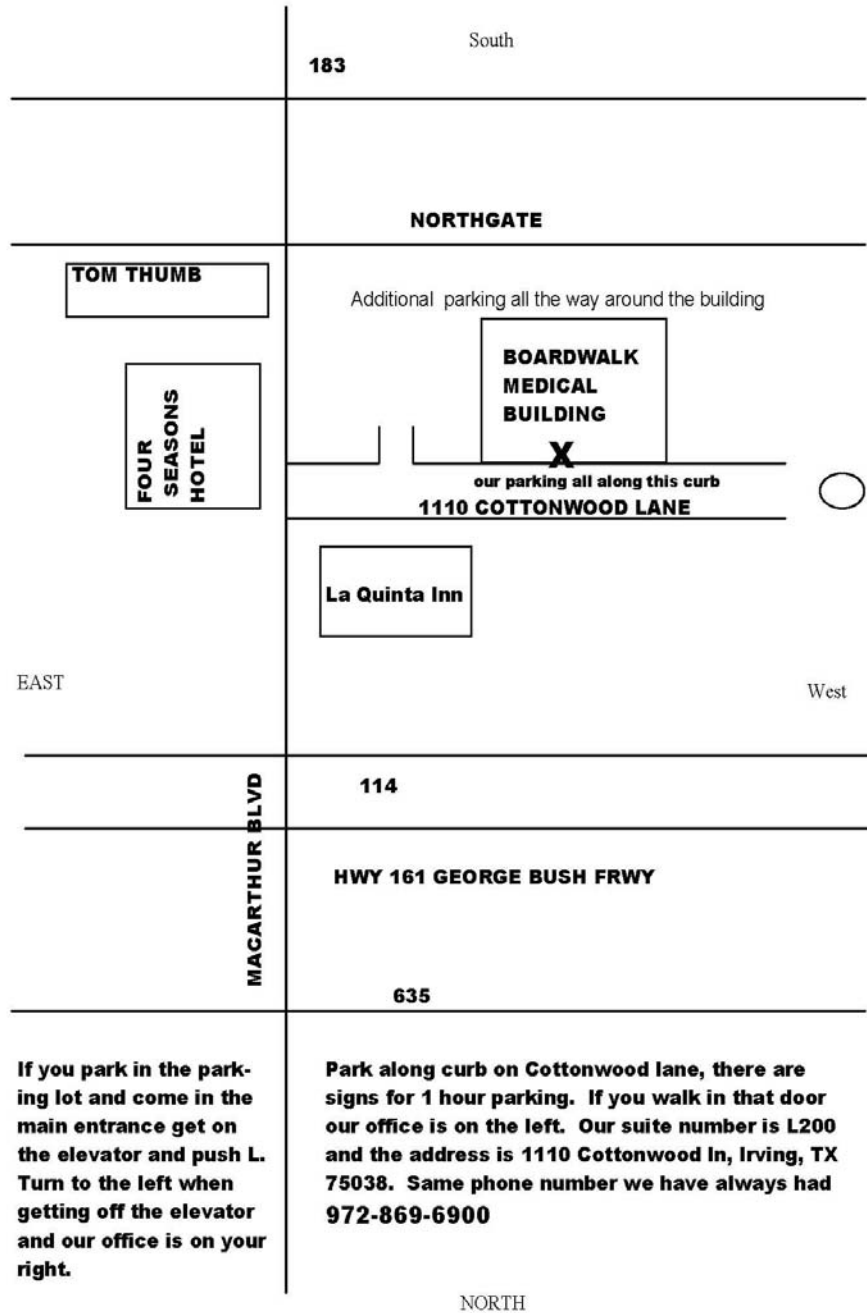 South
183
NORTHGATE
TOM THUMB
Additional parking all the way around the building
BOARDWALK
MEDICAL
BUILDING
X
FOUR
SEASONS
HOTEL
our parking all along this curb
1110 COTTONWOOD LANE
La Quinta Inn
EAST
West
MACARTHUR BLVD
114
HWY 161 GEORGE BUSH FRWY
635
If you park in the park-
ing lot and come in the
main entrance get on
the elevator and push L.
Turn to the left when
getting off the elevator
and our office is on your
right.
Park along curb on Cottonwood lane, there are
signs for 1 hour parking. If you walk in that door
our office is on the left. Our suite number is L200
and the address is 1110 Cottonwood ln, Irving, TX
75038. Same phone number we have always had
972-869-6900
NORTH